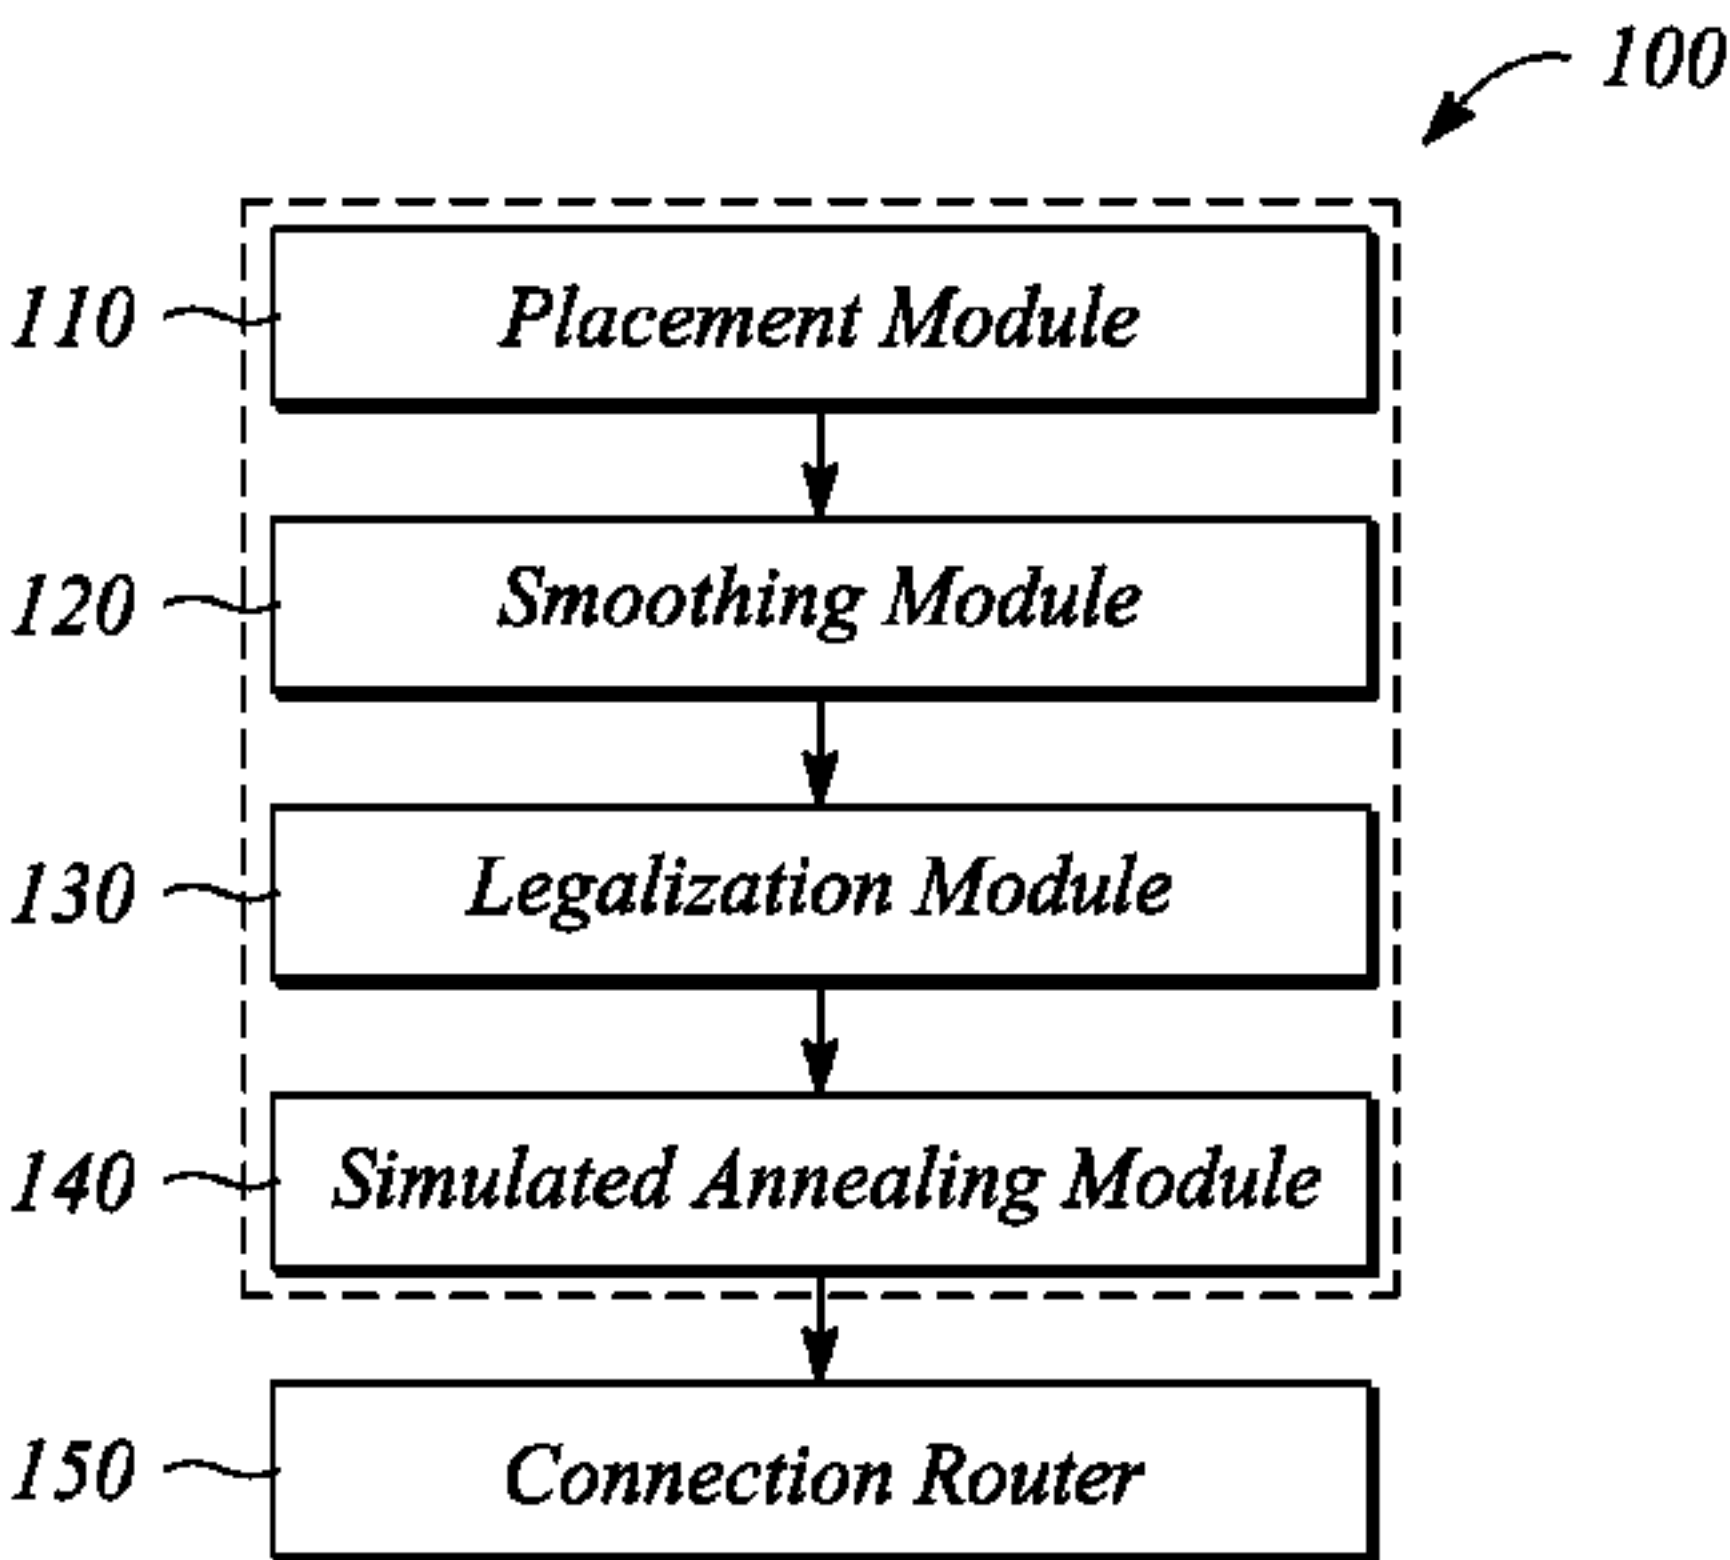 100
110 Placement Module
120 Smoothing Module
130 Legalization Module
140 Simulated Annealing Module
150 Connection Router